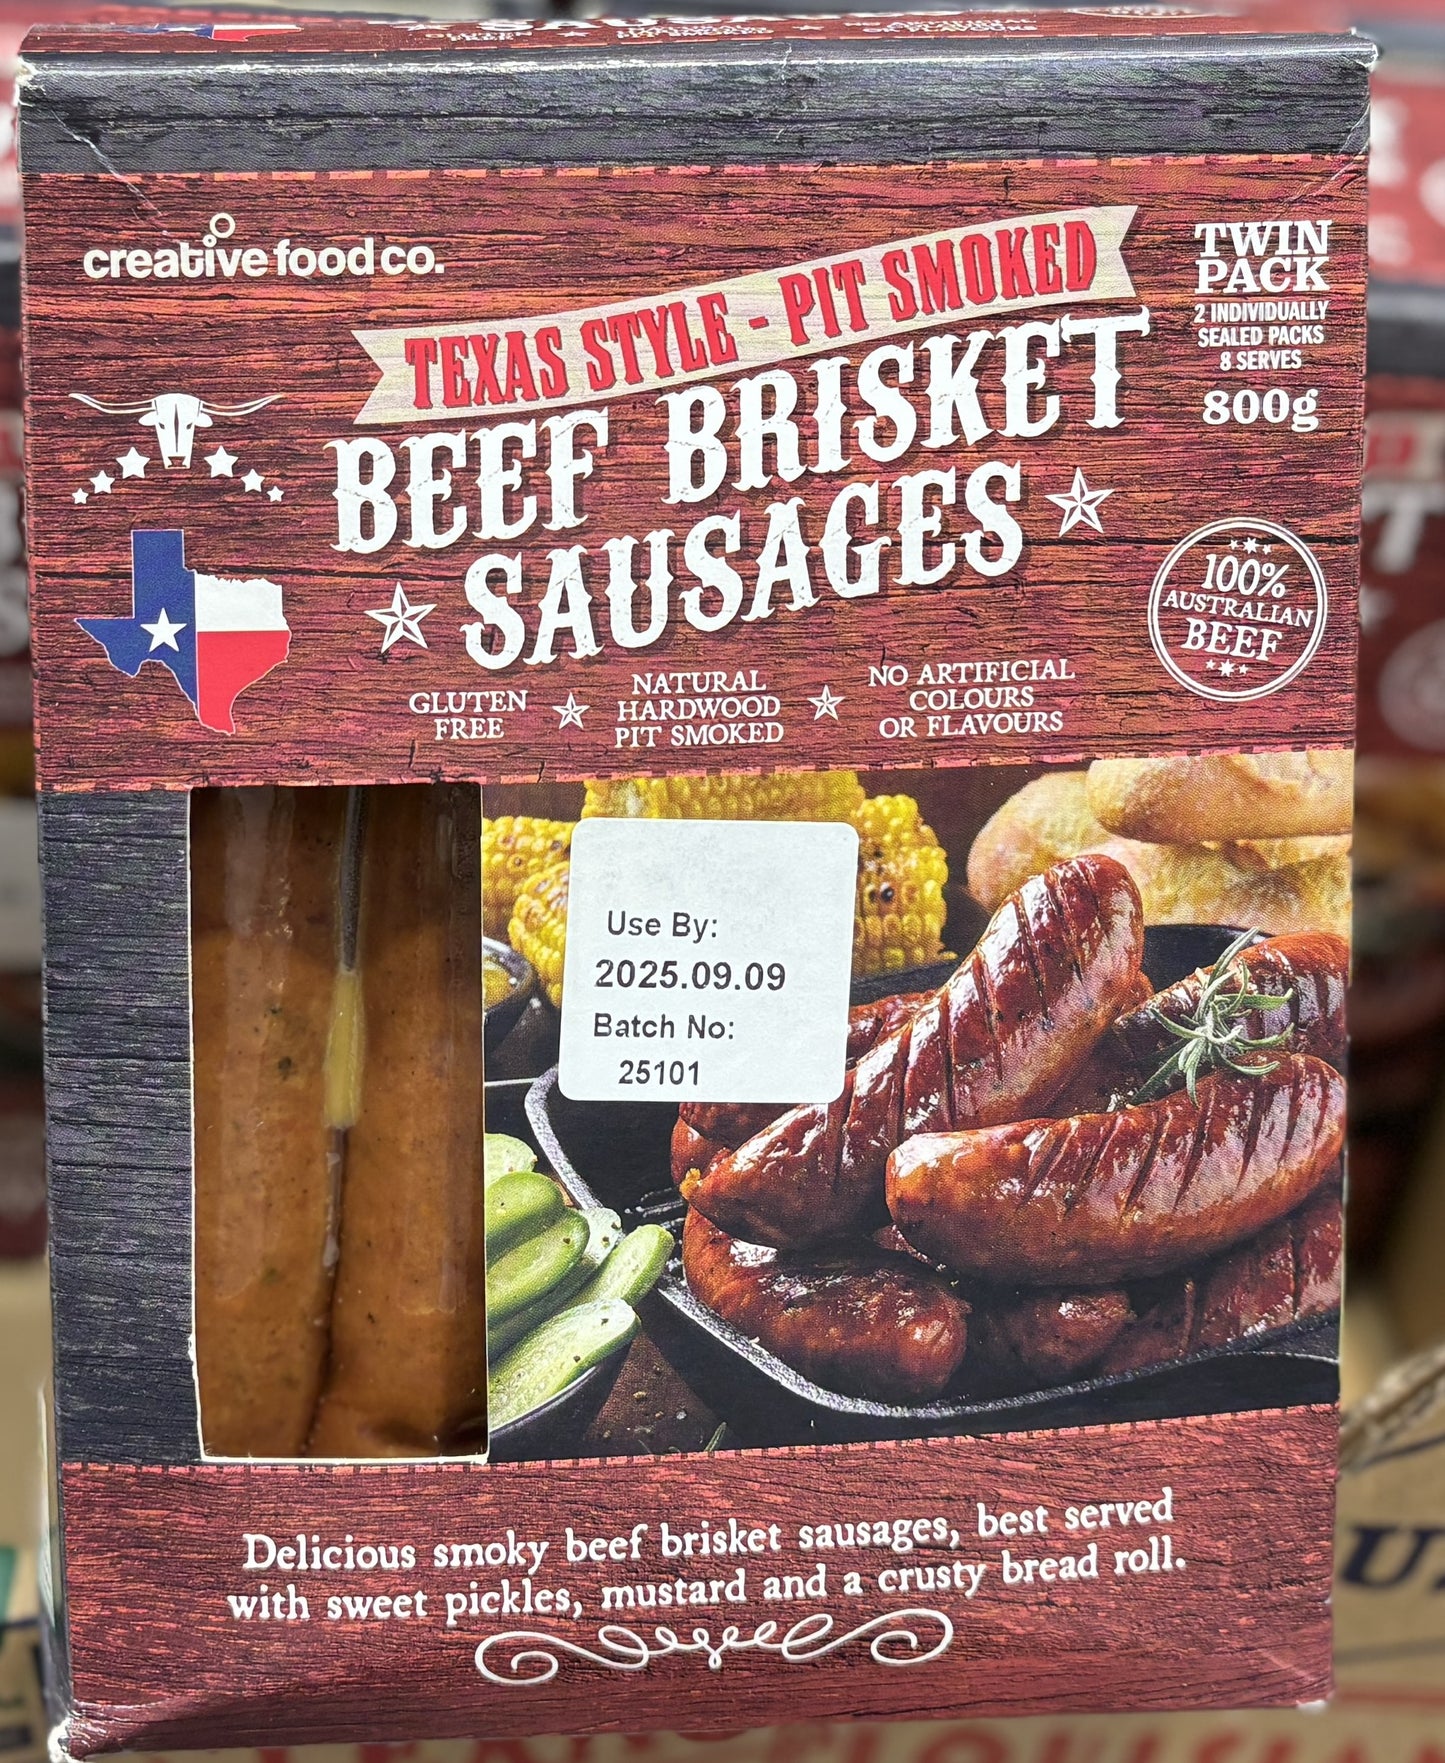 creative food co.
TEXAS STYLE - PIT SMOKED
BEEF BRISKET
SAUSAGES
TWIN
PACK
2 INDIVIDUALLY
SEALED PACKS
8 SERVES
800g
100%
AUSTRALIAN
BEEF
GLUTEN
FREE
NATURAL
HARDWOOD
PIT SMOKED
NO ARTIFICIAL
COLOURS
OR FLAVOURS
Use By:
2025.09.09
Batch No:
25101
Delicious smoky beef brisket sausages, best served
with sweet pickles, mustard and a crusty bread roll.